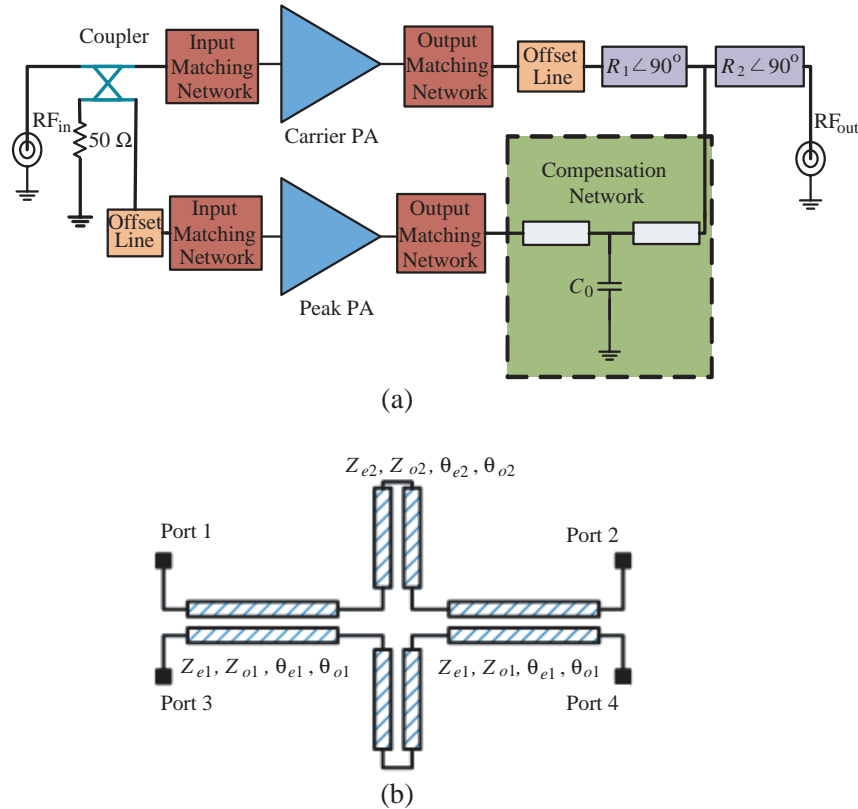 Coupler
Input
Matching
Network
Carrier PA
Output
Matching
Network
Offset
Line
R1∠90°
R2∠90°
RFin
50 Ω
RFout
Offset
Line
Input
Matching
Network
Peak PA
Output
Matching
Network
Compensation
Network
C0
(a)
Ze2, Zo2, θe2, θo2
Port 1
Port 2
Ze1, Zo1, θe1, θo1
Ze1, Zo1, θe1, θo1
Port 3
Port 4
(b)